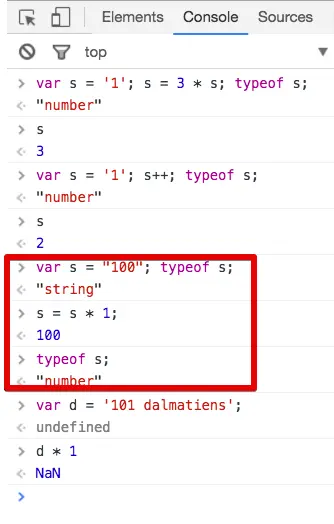 Elements Console Sources
top
var s = '1'; s = 3 * s; typeof s;
"number"
s
3
var s = '1'; s++; typeof s;
"number"
s
2
var s = "100"; typeof s;
"string"
s = s * 1;
100
typeof s;
"number"
var d = '101 dalmatiens';
undefined
d * 1
NaN